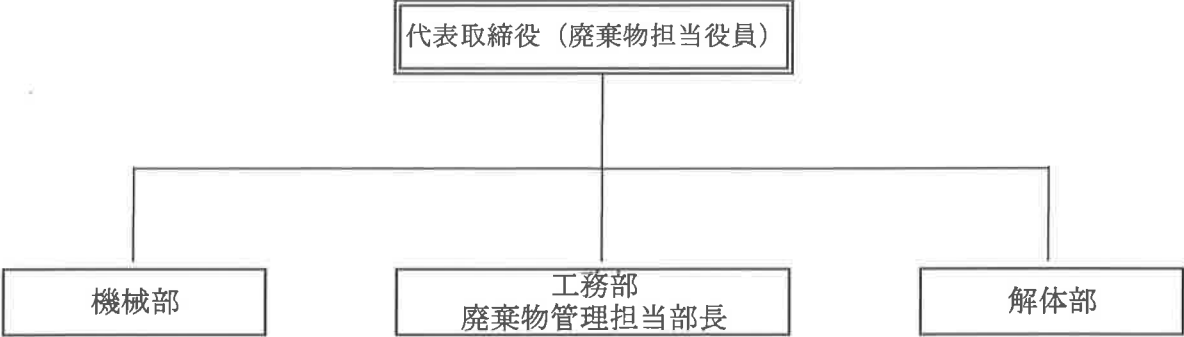 代表取締役（廃棄物担当役員）
機械部
工務部
廃棄物管理担当部長
解体部